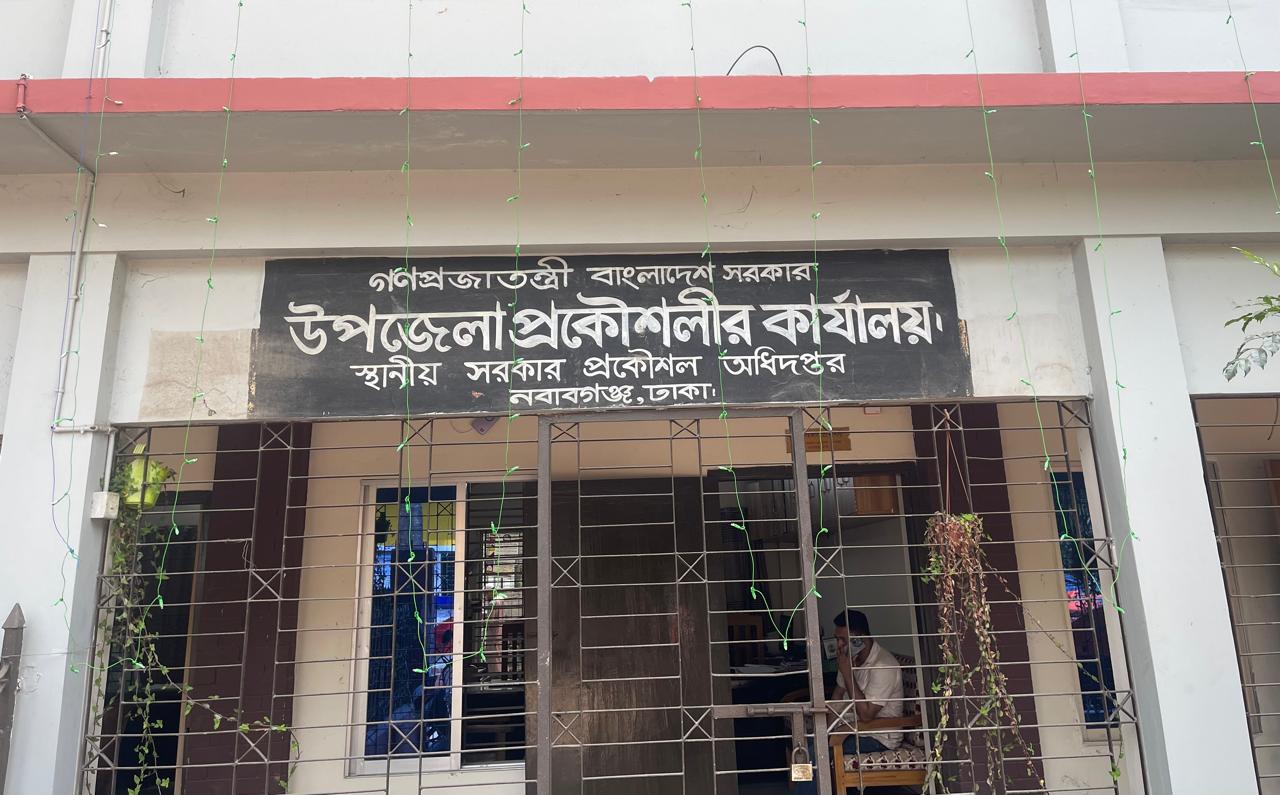 গণপ্রজাতন্ত্রী বাংলাদেশ সরকার
উপজেলা প্রকৌশলীর কার্যালয়।
স্থানীয় সরকার প্রকৌশল অধিদপ্তর
নবাবগঞ্জ, ঢাকা।